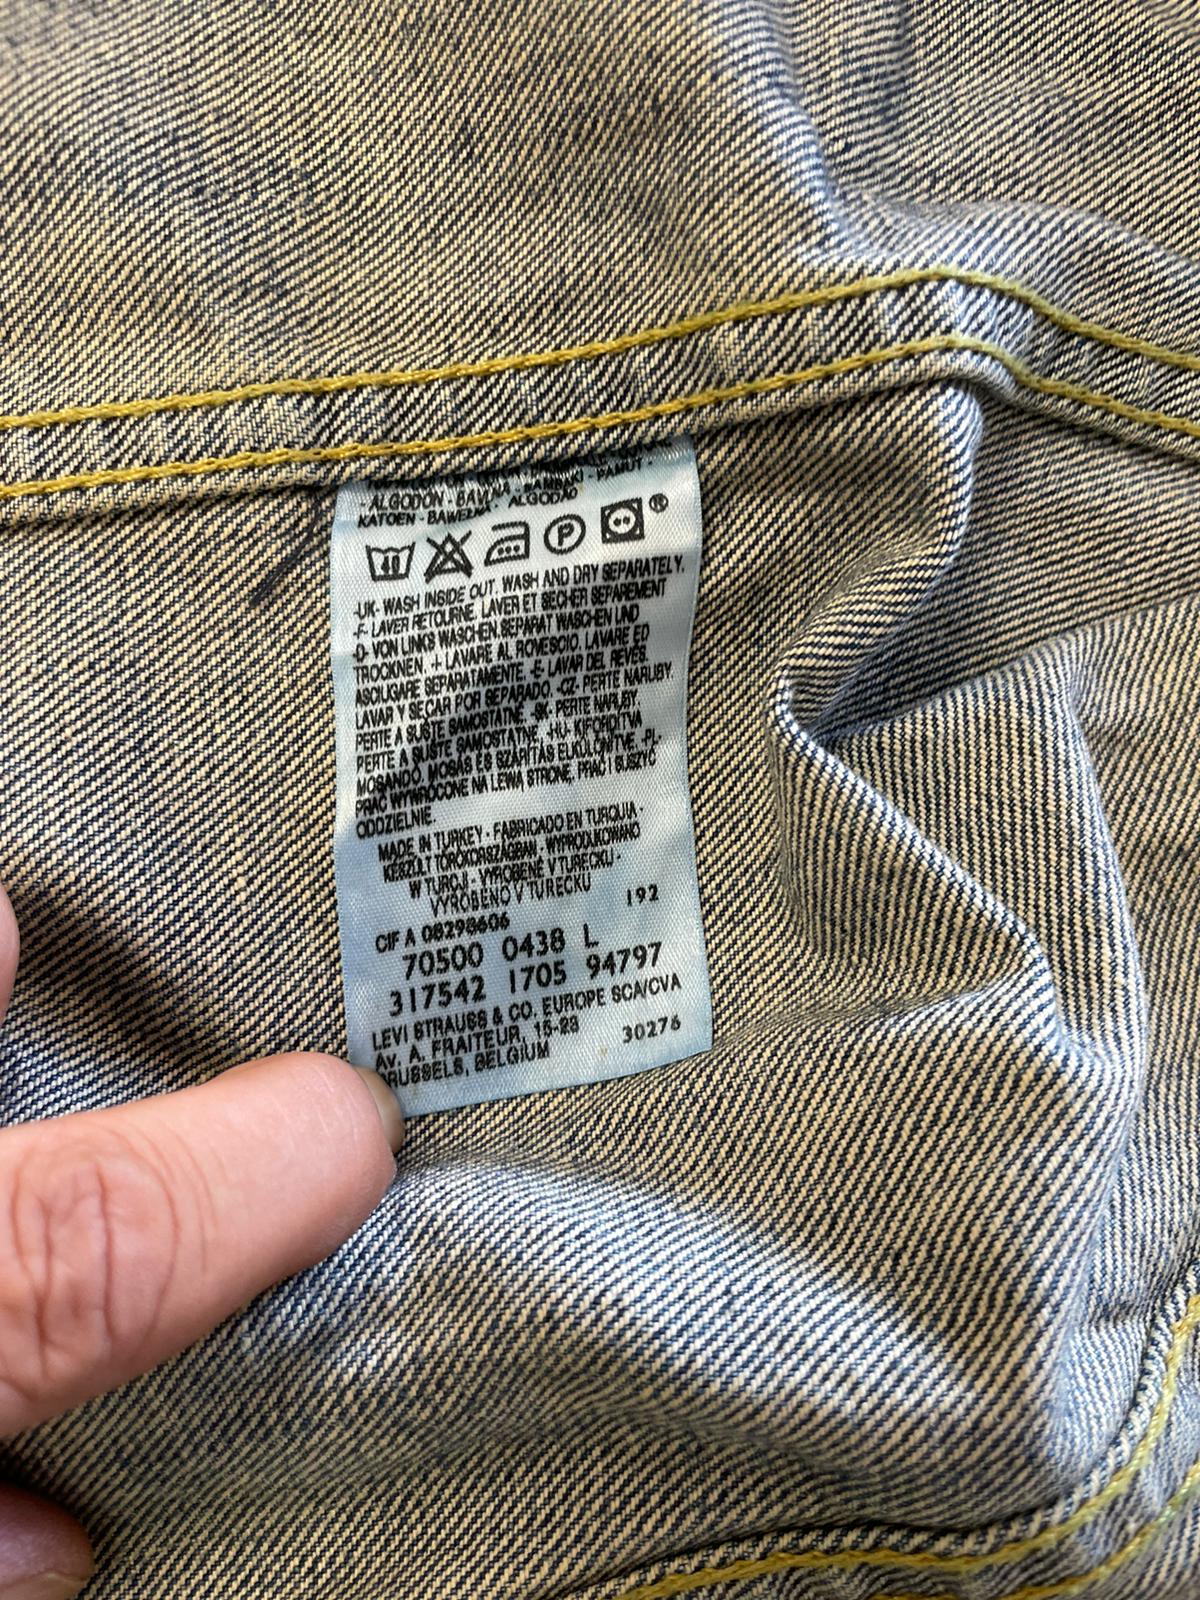 - ALGODON - BAVLNA - BAMBAKI - PAMUT -
KATOEN - BAWEŁNA - ALGODÃO
40 P ®
-UK- WASH INSIDE OUT. WASH AND DRY SEPARATELY.
-F- LAVER RETOURNE, LAVER ET SECHER SEPAREMENT
-D- VON LINKS WASCHEN. SEPARAT WASCHEN UND
TROCKNEN. -I- LAVARE AL ROVESCIO. LAVARE ED
ASCIUGARE SEPARATAMENTE. -E- LAVAR DEL REVÉS.
LAVAR Y SECAR POR SEPARADO. -CZ- PERTE NARUBY.
PERTE A SUŠTE SAMOSTATNE. -SK- PERTE NARUBY.
PERTE A SUŠTE SAMOSTATNE. -HU- KIFORDÍTVA
MOSANDÓ. MOSÁS ÉS SZÁRÍTÁS ELKÜLÖNÍTVE. -PL-
PRAĆ WYWRÓCONE NA LEWĄ STRONĘ, PRAĆ I SUSZYĆ
ODDZIELNIE.
MADE IN TURKEY - FABRICADO EN TURQUIA -
KÉSZÜLT TÖRÖKORSZÁGBAN - WYPRODUKOWANO
W TURCJI - VYROBENÉ V TURECKU -
VYROBENO V TURECKU
192
CIF A 08298606
70500 0438 L
317542 1705 94797
LEVI STRAUSS & CO. EUROPE SCA/CVA
AV. A. FRAITEUR, 15-23 30276
BRUSSELS, BELGIUM